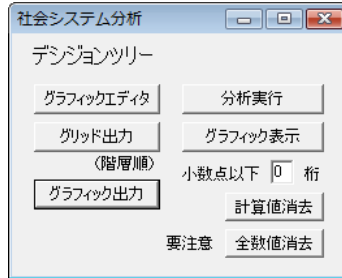 社会システム分析
デシジョンツリー
グラフィックエディタ 分析実行
グリッド出力 グラフィック表示
(階層順) 小数点以下 0 桁
グラフィック出力 計算値消去
要注意 全数値消去